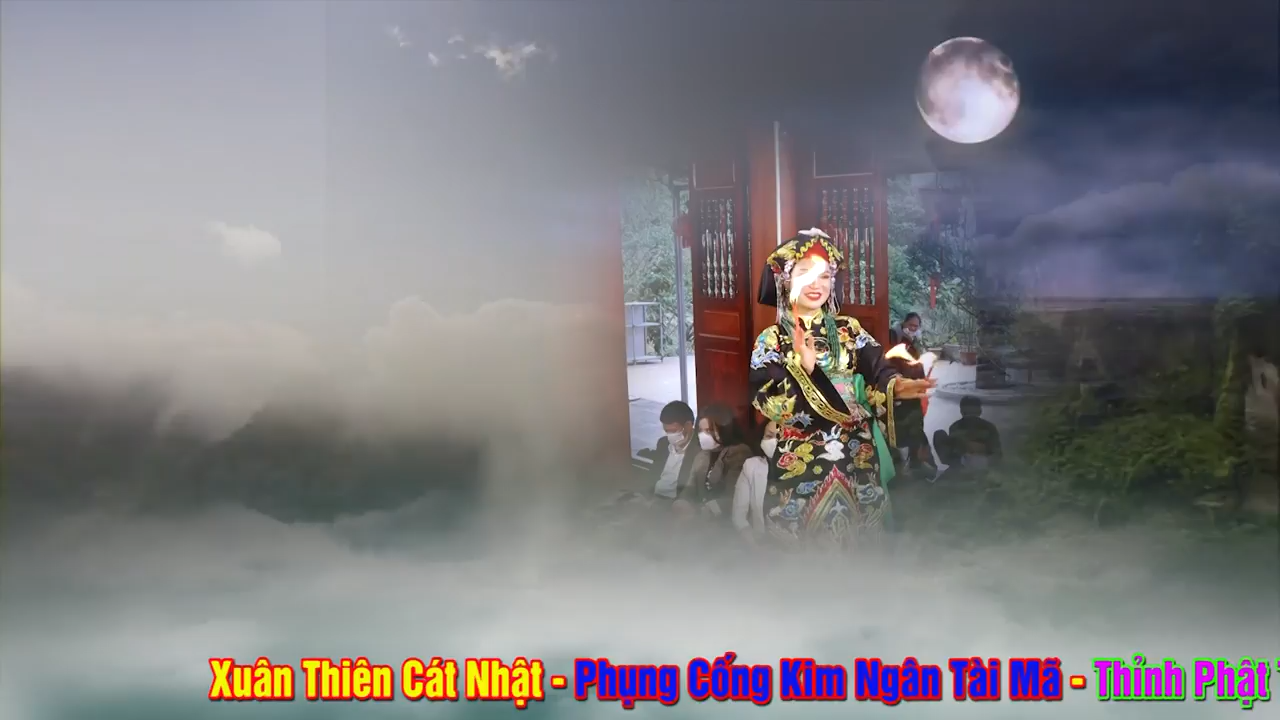 Xuân Thiên Cát Nhật - Phụng Cống Kim Ngân Tài Mã - Thỉnh Phật